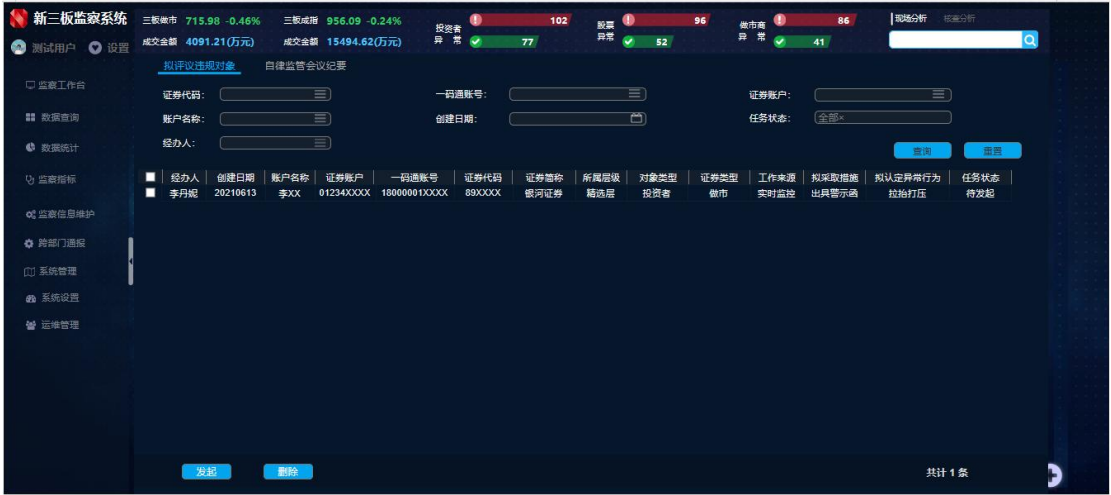 新三板监察系统
三板做市 715.98 -0.46% 三板成指 956.09 -0.24%
成交金额 4091.21(万元) 成交金额 15494.62(万元)
投资者异常 102 77
股票异常 96 52
做市商异常 86 41
现场分析 核查分析
测试用户 设置
拟评议违规对象 自律监管会议纪要
监察工作台
数据查询
数据统计
监察指标
监察信息维护
跨部门通报
系统管理
系统设置
运维管理
证券代码: 一码通账号: 证券账户:
账户名称: 创建日期: 任务状态: 全部×
经办人:
查询 重置
经办人 创建日期 账户名称 证券账户 一码通账号 证券代码 证券简称 所属层级 对象类型 证券类型 工作来源 拟采取措施 拟认定异常行为 任务状态
李丹妮 20210613 李XX 01234XXXX 18000001XXXX 89XXXX 银河证券 精选层 投资者 做市 实时监控 出具警示函 拉抬打压 待发起
发起 删除 共计 1 条